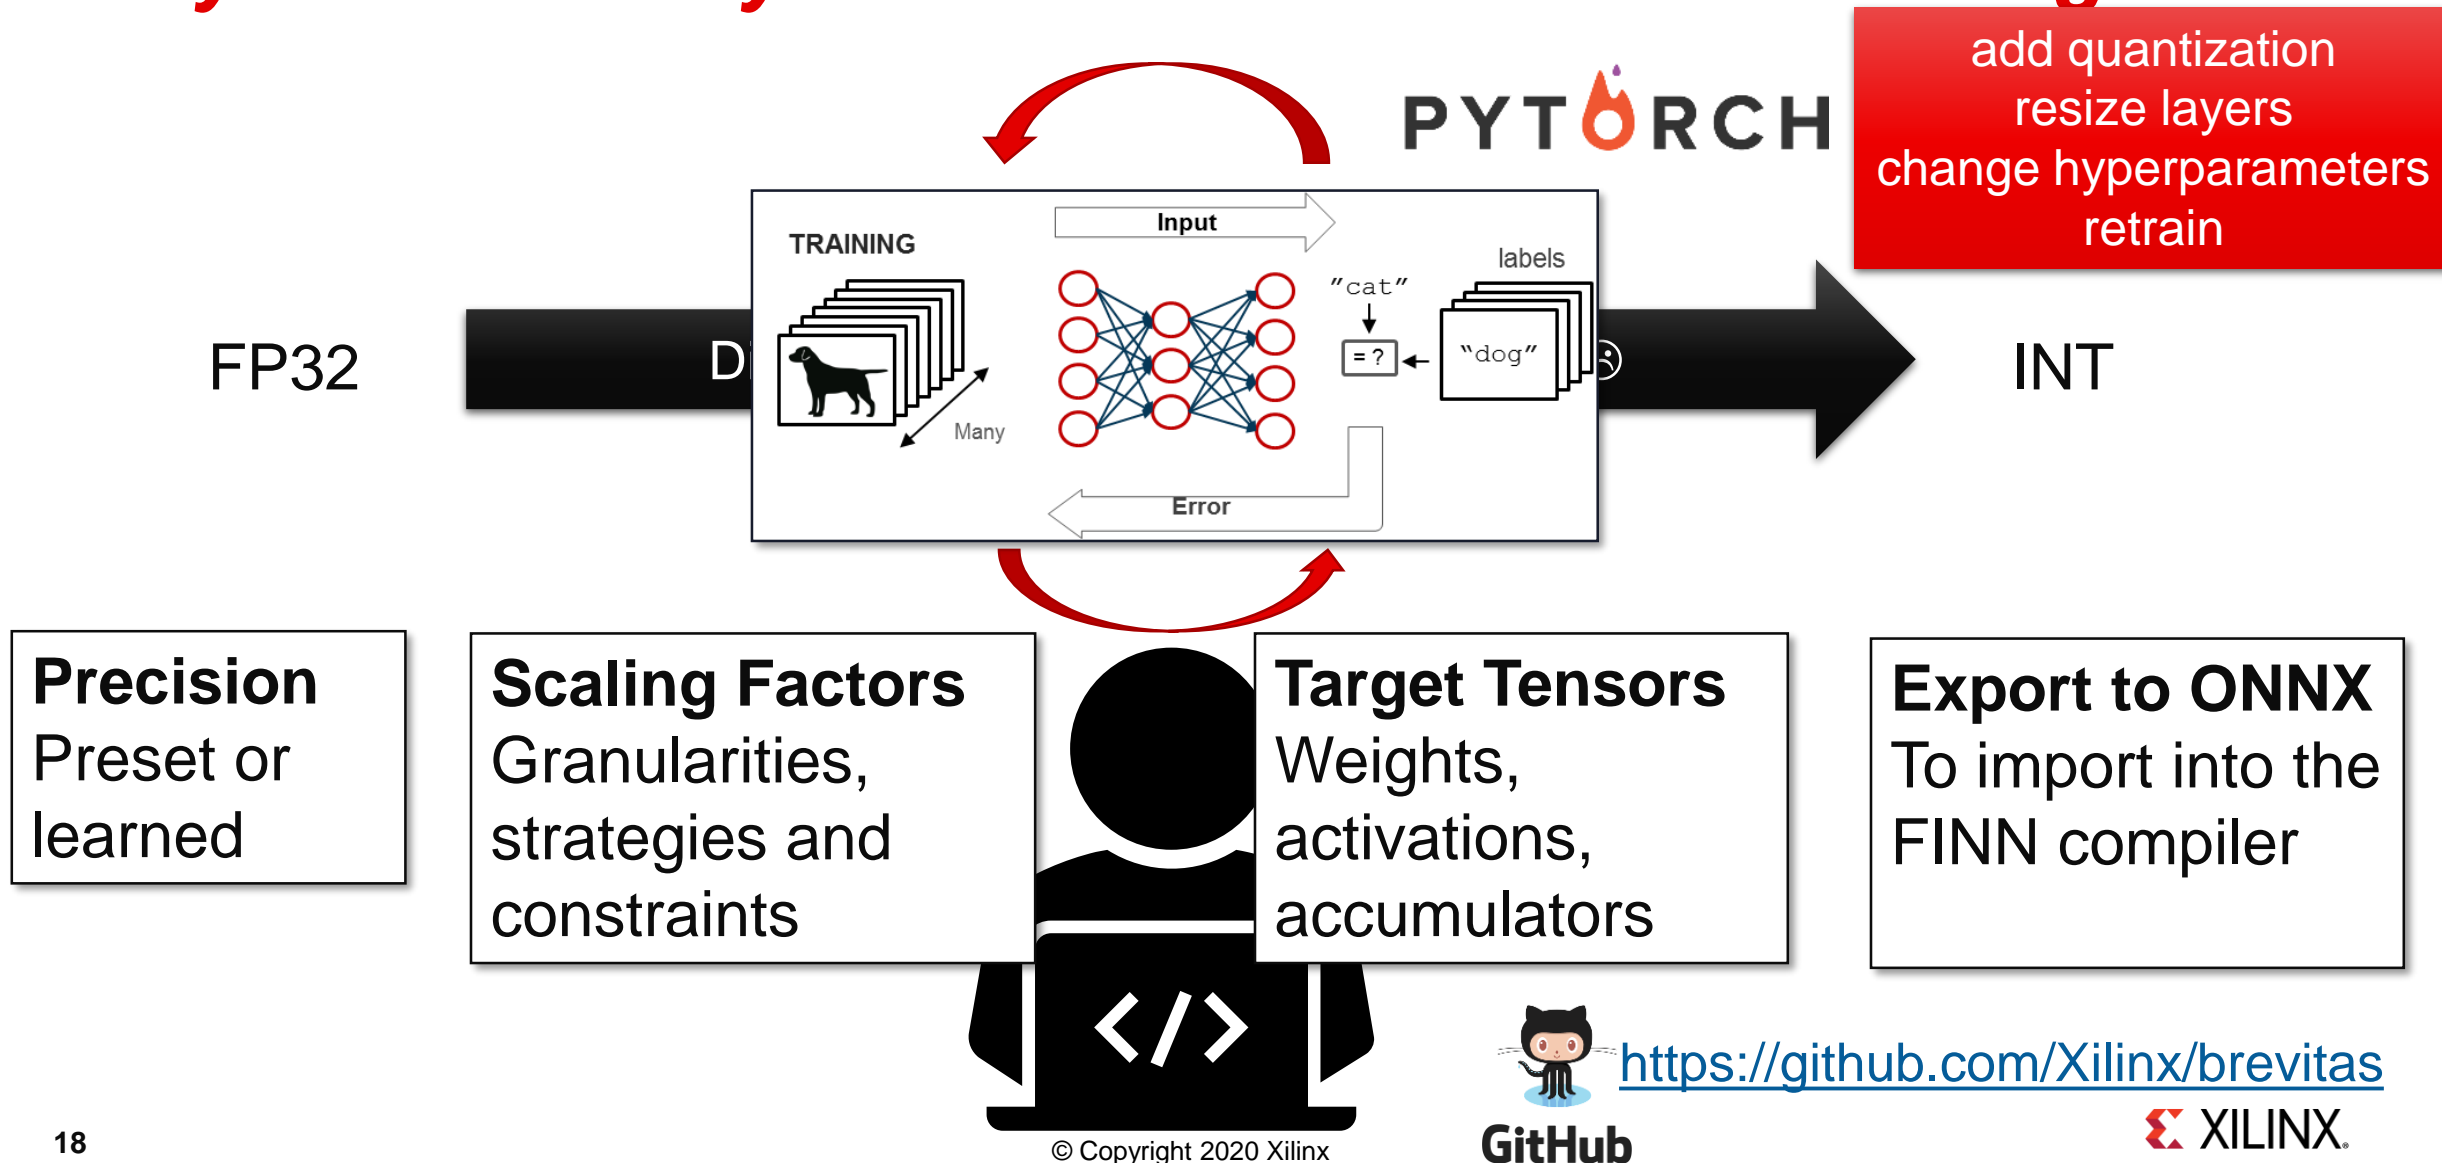 add quantization
resize layers
change hyperparameters
retrain
PYTORCH
Input
TRAINING
labels
"cat"
= ?
"dog"
Many
Error
FP32
INT
Precision
Preset or
learned
Scaling Factors
Granularities,
strategies and
constraints
Target Tensors
Weights,
activations,
accumulators
Export to ONNX
To import into the
FINN compiler
</>
https://github.com/Xilinx/brevitas
GitHub
XILINX.
18
© Copyright 2020 Xilinx